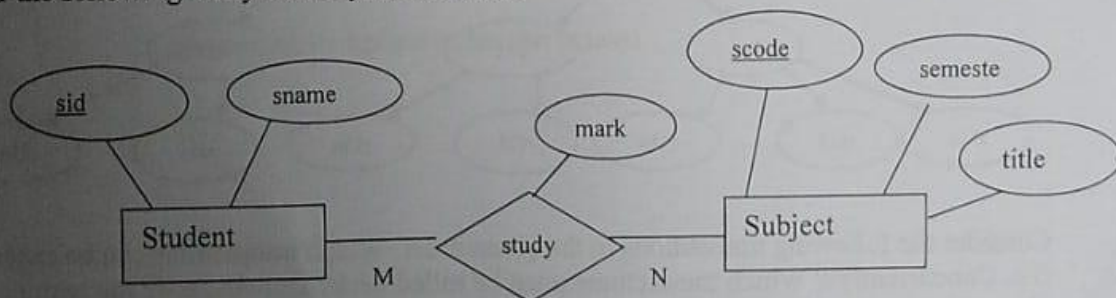 scode
semeste
sid
sname
mark
title
Student
study
Subject
M
N